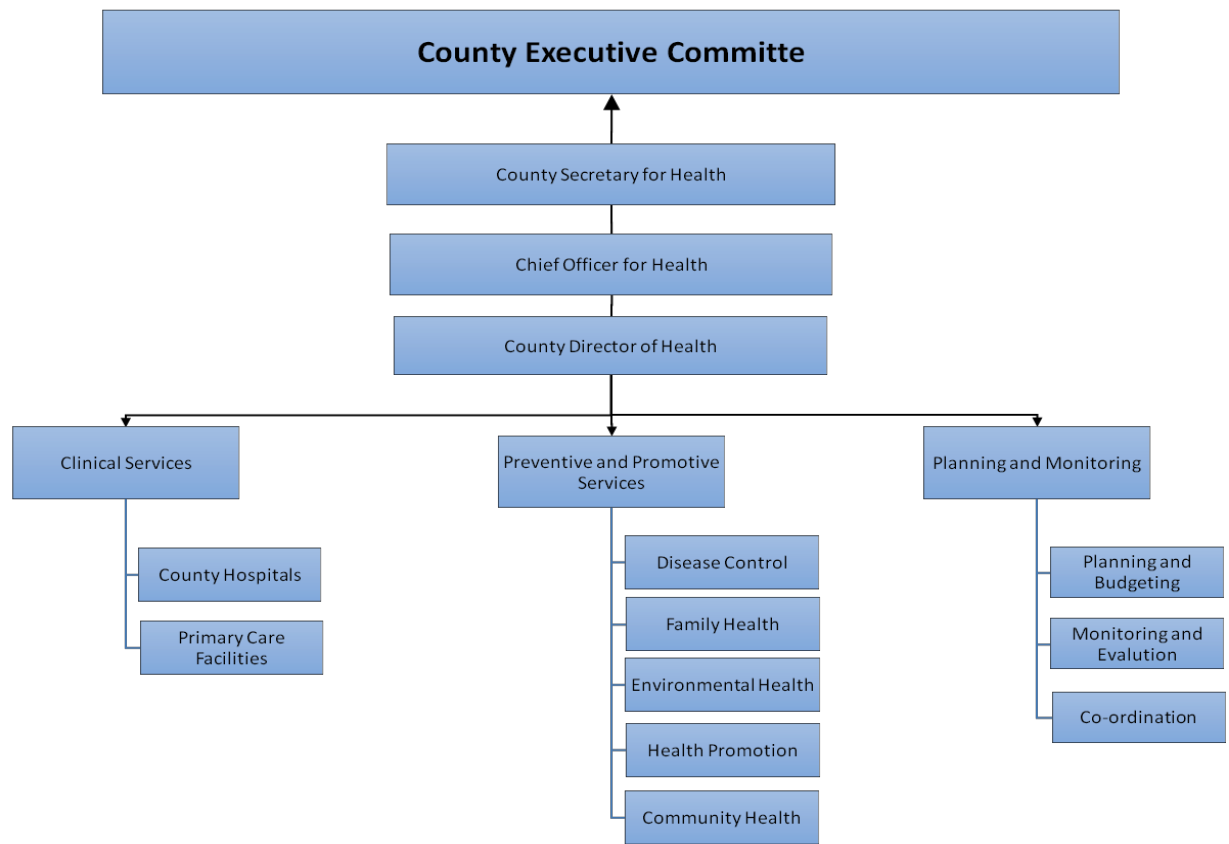 County Executive Committe
County Secretary for Health
Chief Officer for Health
County Director of Health
Clinical Services
County Hospitals
Primary Care
Facilities
Preventive and Promotive
Services
Disease Control
Family Health
Environmental Health
Health Promotion
Community Health
Planning and Monitoring
Planning and
Budgeting
Monitoring and
Evalution
Co-ordination